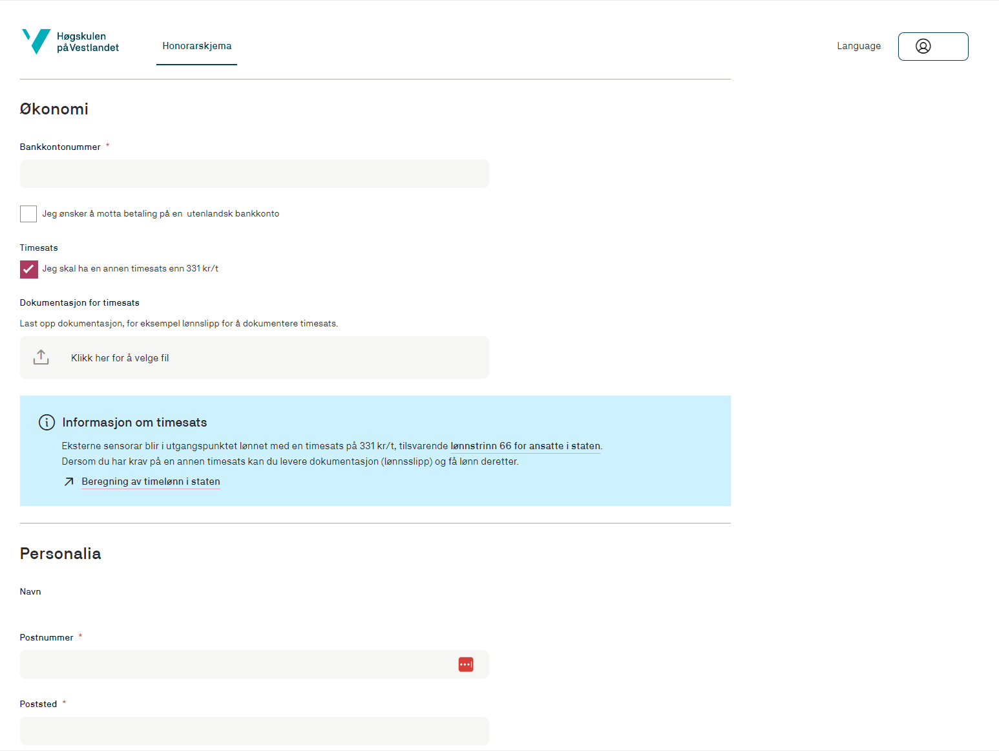 Høgskulen
på Vestlandet
Honorarskjema
Language
Økonomi
Bankkontonummer *
Jeg ønsker å motta betaling på en utenlandsk bankkonto
Timesats
Jeg skal ha en annen timesats enn 331 kr/t
Dokumentasjon for timesats
Last opp dokumentasjon, for eksempel lønnslipp for å dokumentere timesats.
Klikk her for å velge fil
Informasjon om timesats
Eksterne sensorar blir i utgangspunktet lønnet med en timesats på 331 kr/t, tilsvarende lønnstrinn 66 for ansatte i staten.
Dersom du har krav på en annen timesats kan du levere dokumentasjon (lønnsslipp) og få lønn deretter.
Beregning av timelønn i staten
Personalia
Navn
Postnummer *
Poststed *